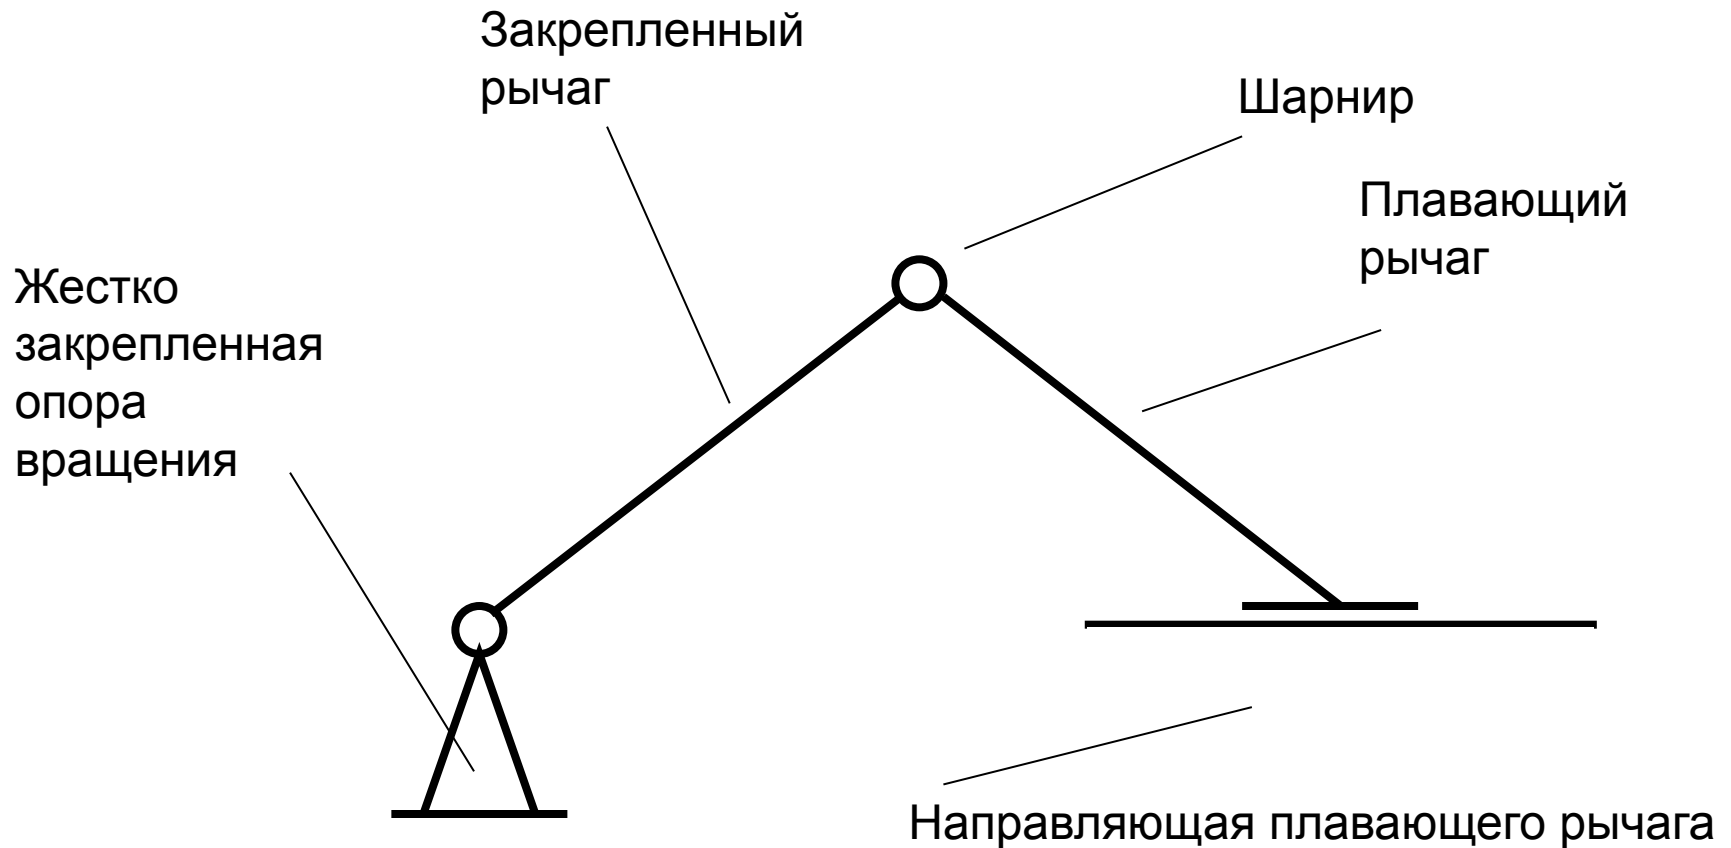 Закрепленный
рычаг
Шарнир
Плавающий
рычаг
Жестко
закрепленная
опора
вращения
Направляющая плавающего рычага